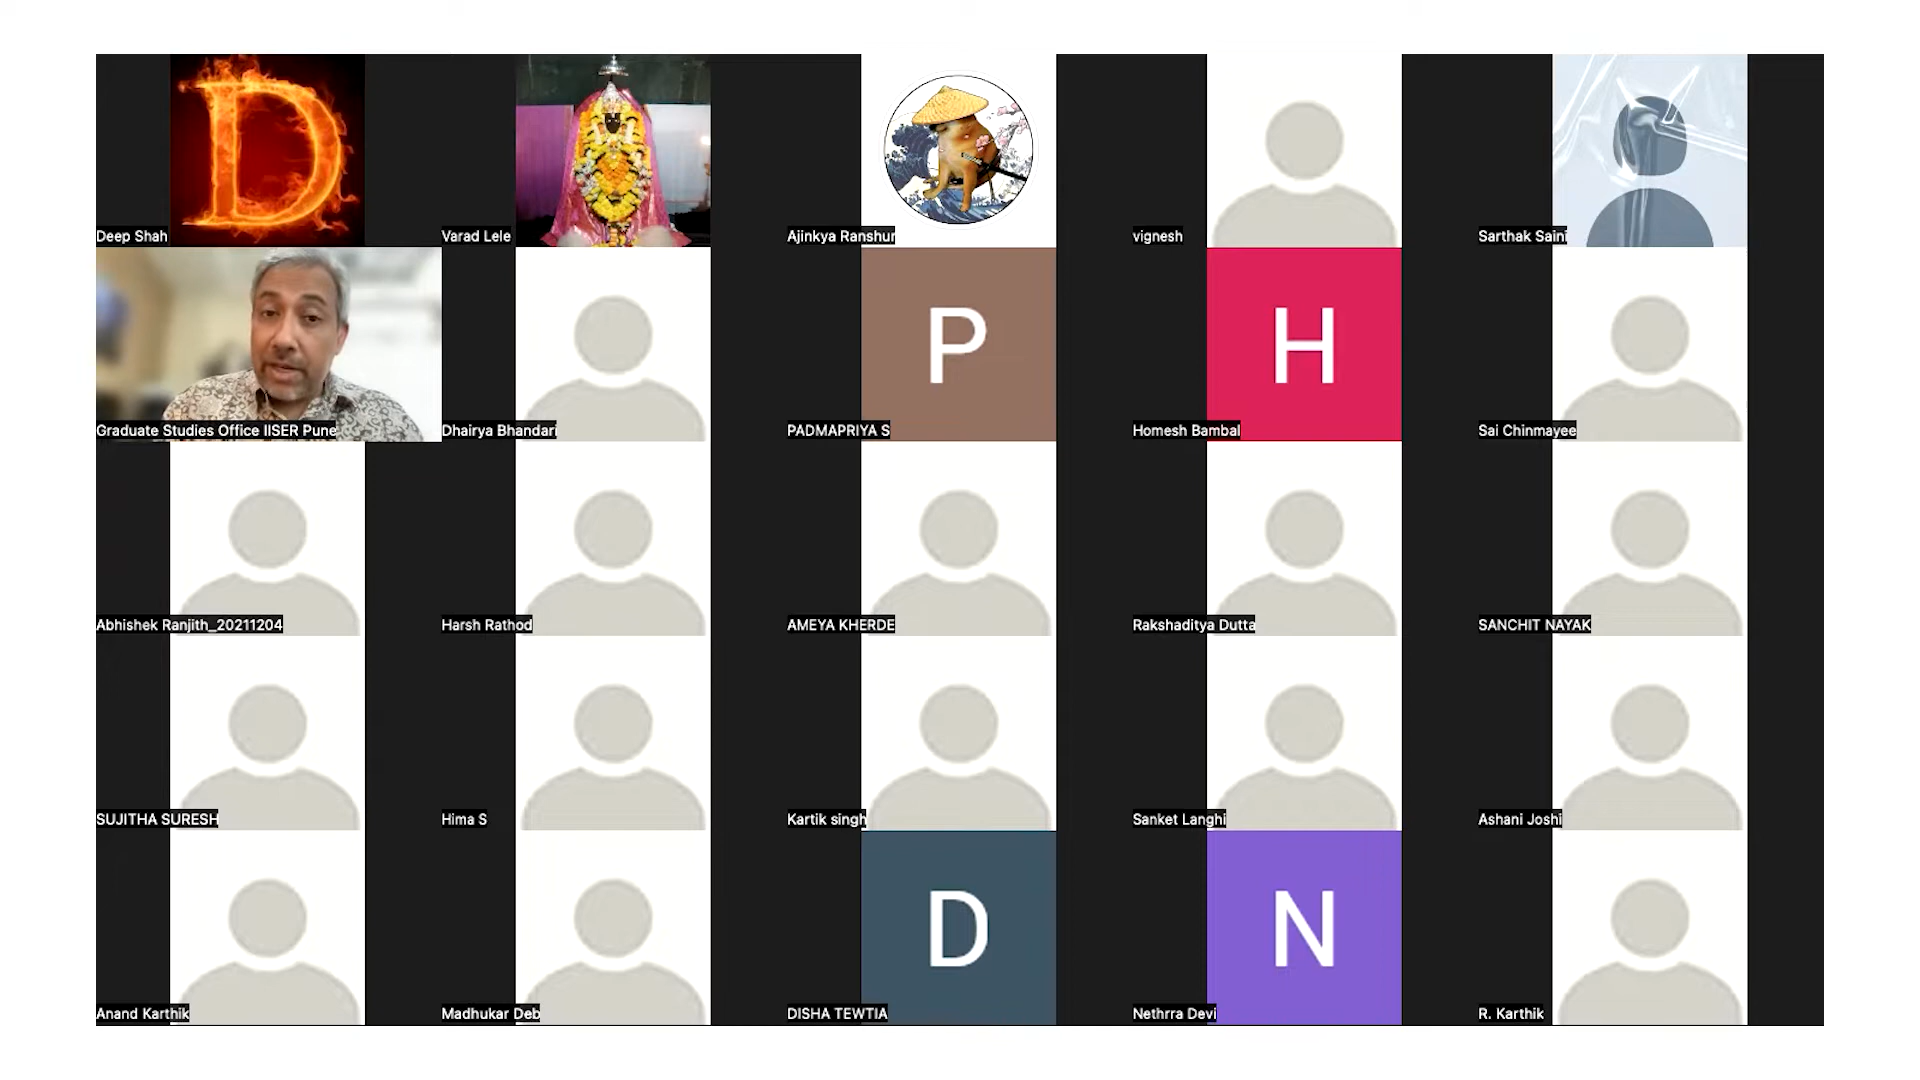 D
Deep Shah
Varad Lele
Ajinkya Ranshur
vignesh
Sarthak Saini
Graduate Studies Office IISER Pune
Dhairya Bhandari
P
PADMAPRIYA S
H
Homesh Bambal
Sai Chinmayee
Abhishek Ranjith_20211204
Harsh Rathod
AMEYA KHERDE
Rakshaditya Dutta
SANCHIT NAYAK
SUJITHA SURESH
Hima S
Kartik singh
Sanket Langhi
Ashani Joshi
Anand Karthik
Madhukar Deb
D
DISHA TEWTIA
N
Nethrra Devi
R. Karthik